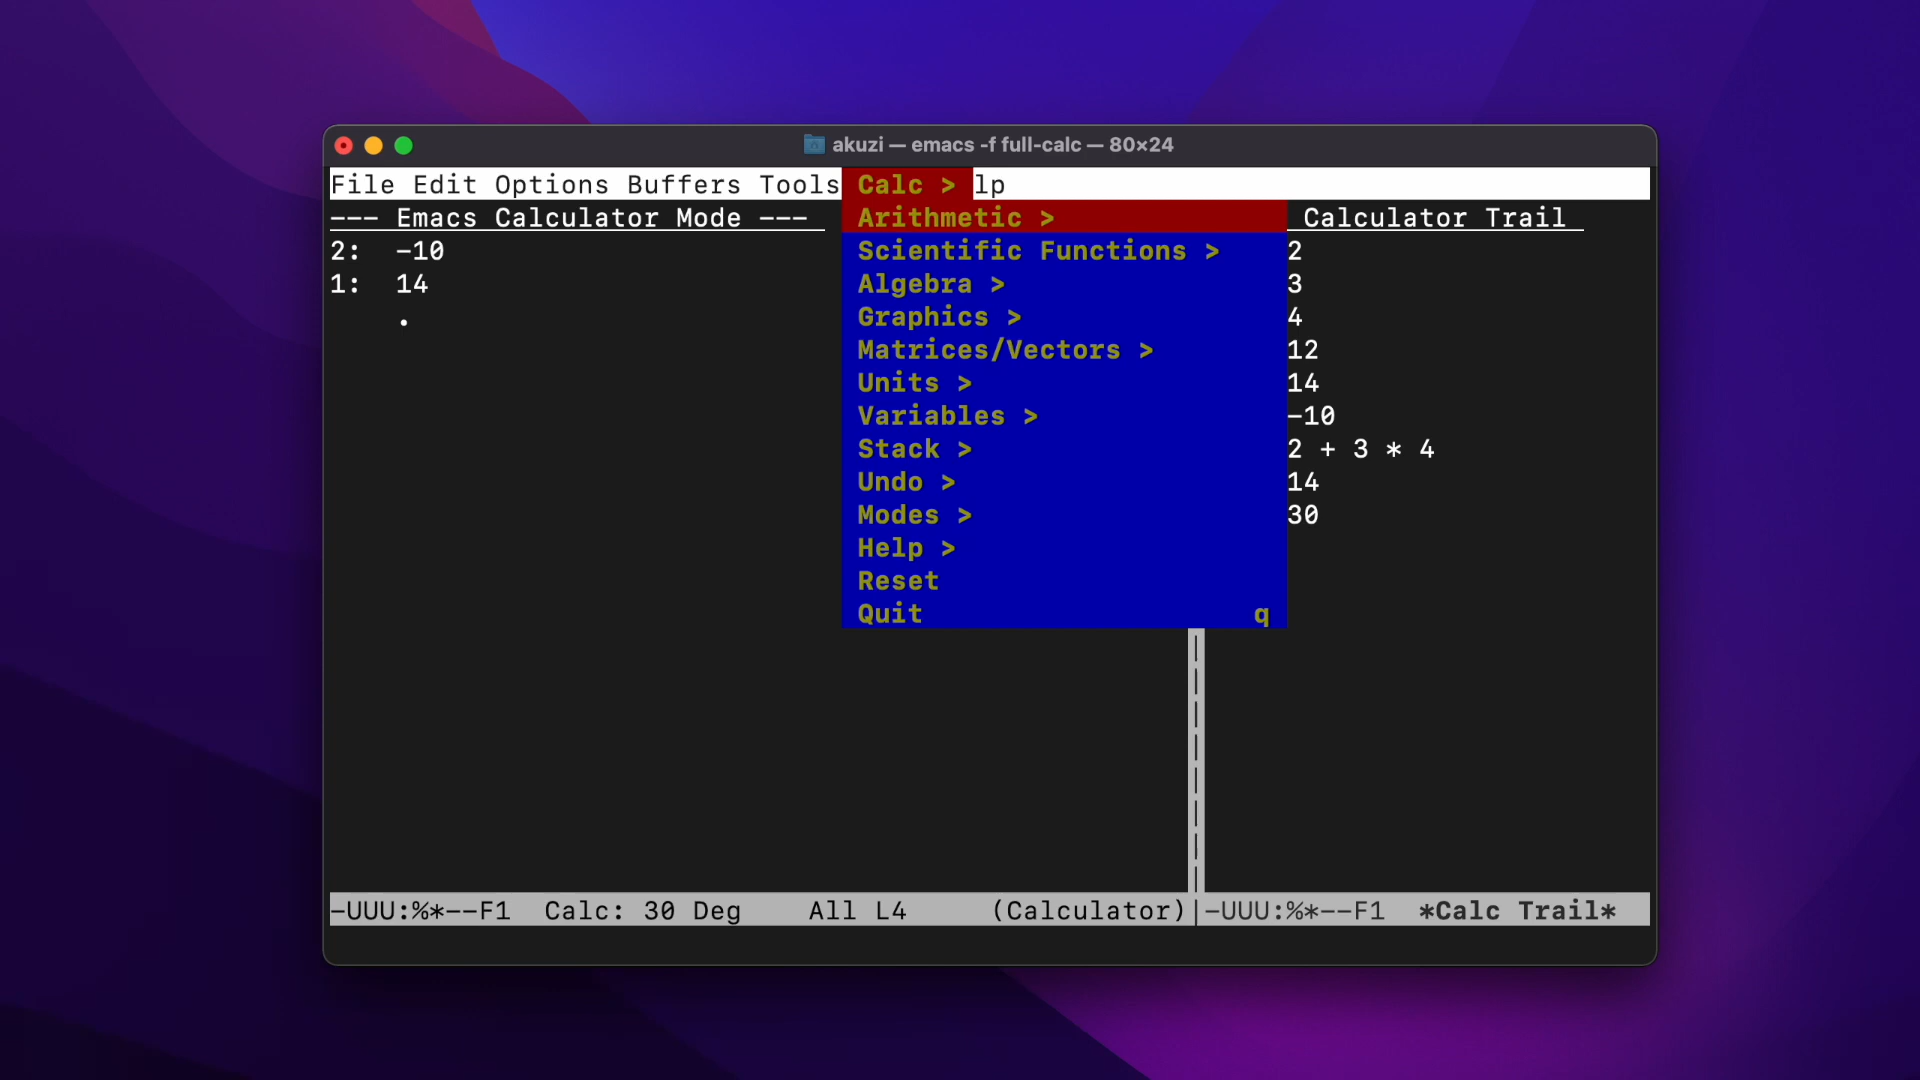 akuzi — emacs -f full-calc — 80×24
File Edit Options Buffers Tools Calc > lp
--- Emacs Calculator Mode ---
2: -10
1: 14
.
Arithmetic >
Scientific Functions >
Algebra >
Graphics >
Matrices/Vectors >
Units >
Variables >
Stack >
Undo >
Modes >
Help >
Reset
Quit q
Calculator Trail
2
3
4
12
14
-10
2 + 3 * 4
14
30
-UUU:%*--F1 Calc: 30 Deg All L4 (Calculator)|-UUU:%*--F1 *Calc Trail*